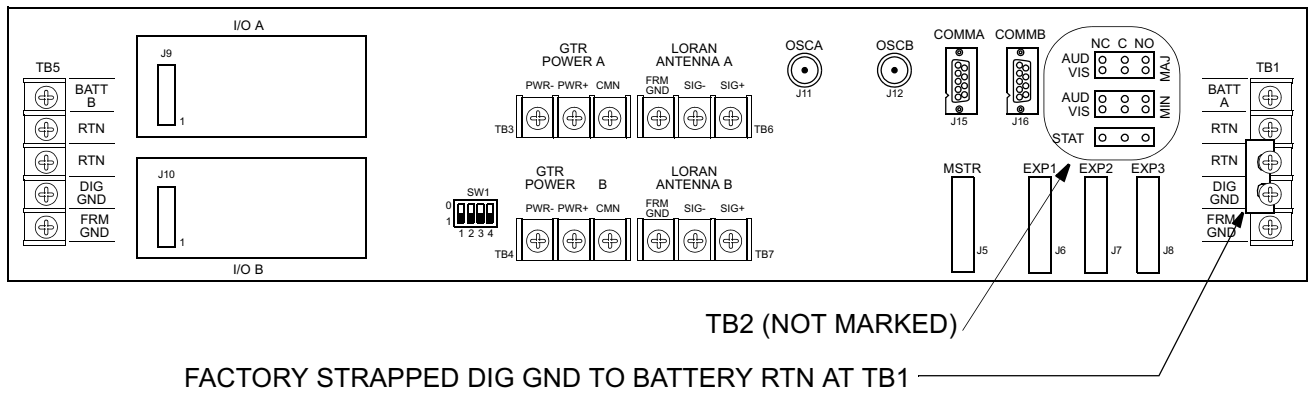 I/O A
J9
1
TB5
BATT
B
RTN
RTN
DIG
GND
FRM
GND
J10
1
I/O B
GTR
POWER A
LORAN
ANTENNA A
PWR- PWR+ CMN
FRM
GND
SIG- SIG+
TB3
TB6
GTR
POWER B
LORAN
ANTENNA B
SW1
0
1
1 2 3 4
PWR- PWR+ CMN
FRM
GND
SIG- SIG+
TB4
TB7
OSCA
J11
OSCB
J12
COMMA
J15
COMMB
J16
NC C NO
AUD
VIS
MAJ
AUD
VIS
MIN
STAT
MSTR
J5
EXP1
J6
EXP2
J7
EXP3
J8
TB1
BATT
A
RTN
RTN
DIG
GND
FRM
GND
TB2 (NOT MARKED)
FACTORY STRAPPED DIG GND TO BATTERY RTN AT TB1